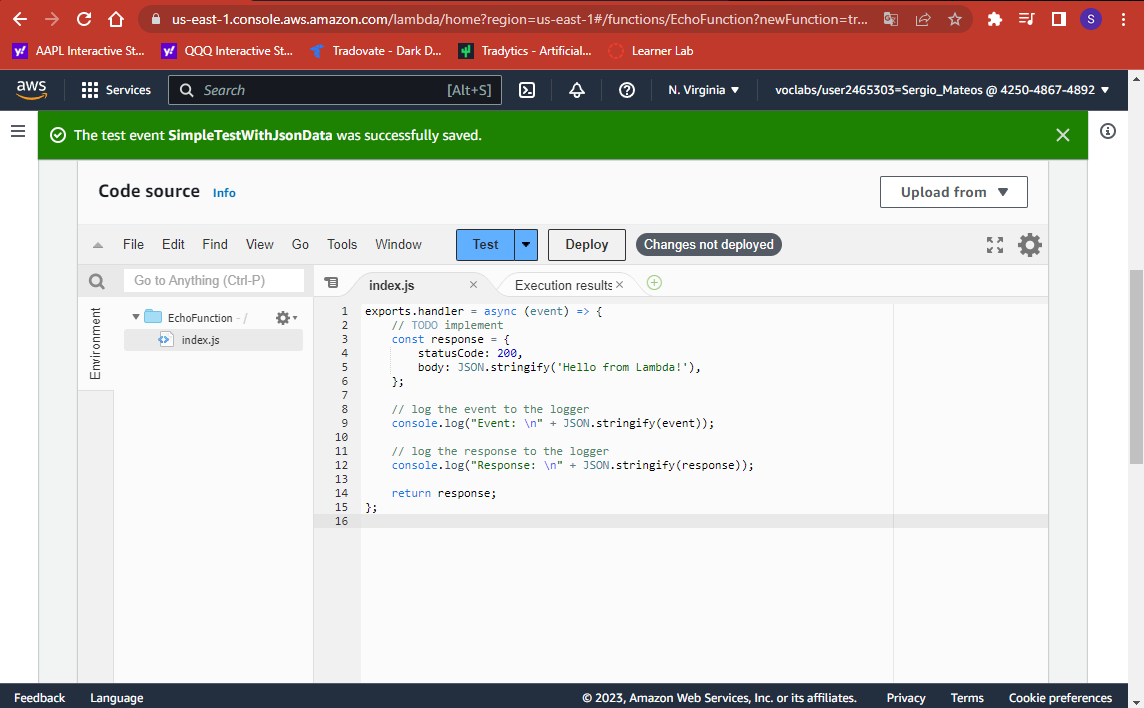 us-east-1.console.aws.amazon.com/lambda/home?region=us-east-1#/functions/EchoFunction?newFunction=tr...
S
AAPL Interactive St...
QQQ Interactive St...
Tradovate - Dark D...
Tradytics - Artificial...
Learner Lab
aws
Services
Search
[Alt+S]
N. Virginia
voclabs/user2465303=Sergio_Mateos @ 4250-4867-4892
The test event SimpleTestWithJsonData was successfully saved.
Code source Info
Upload from
File Edit Find View Go Tools Window
Test
Deploy
Changes not deployed
Go to Anything (Ctrl-P)
index.js
Execution results
Environment
EchoFunction - /
index.js
1 exports.handler = async (event) => {
2 // TODO implement
3 const response = {
4 statusCode: 200,
5 body: JSON.stringify('Hello from Lambda!'),
6 };
7
8 // log the event to the logger
9 console.log("Event: \n" + JSON.stringify(event));
10
11 // log the response to the logger
12 console.log("Response: \n" + JSON.stringify(response));
13
14 return response;
15 };
16
Feedback Language
© 2023, Amazon Web Services, Inc. or its affiliates. Privacy Terms Cookie preferences